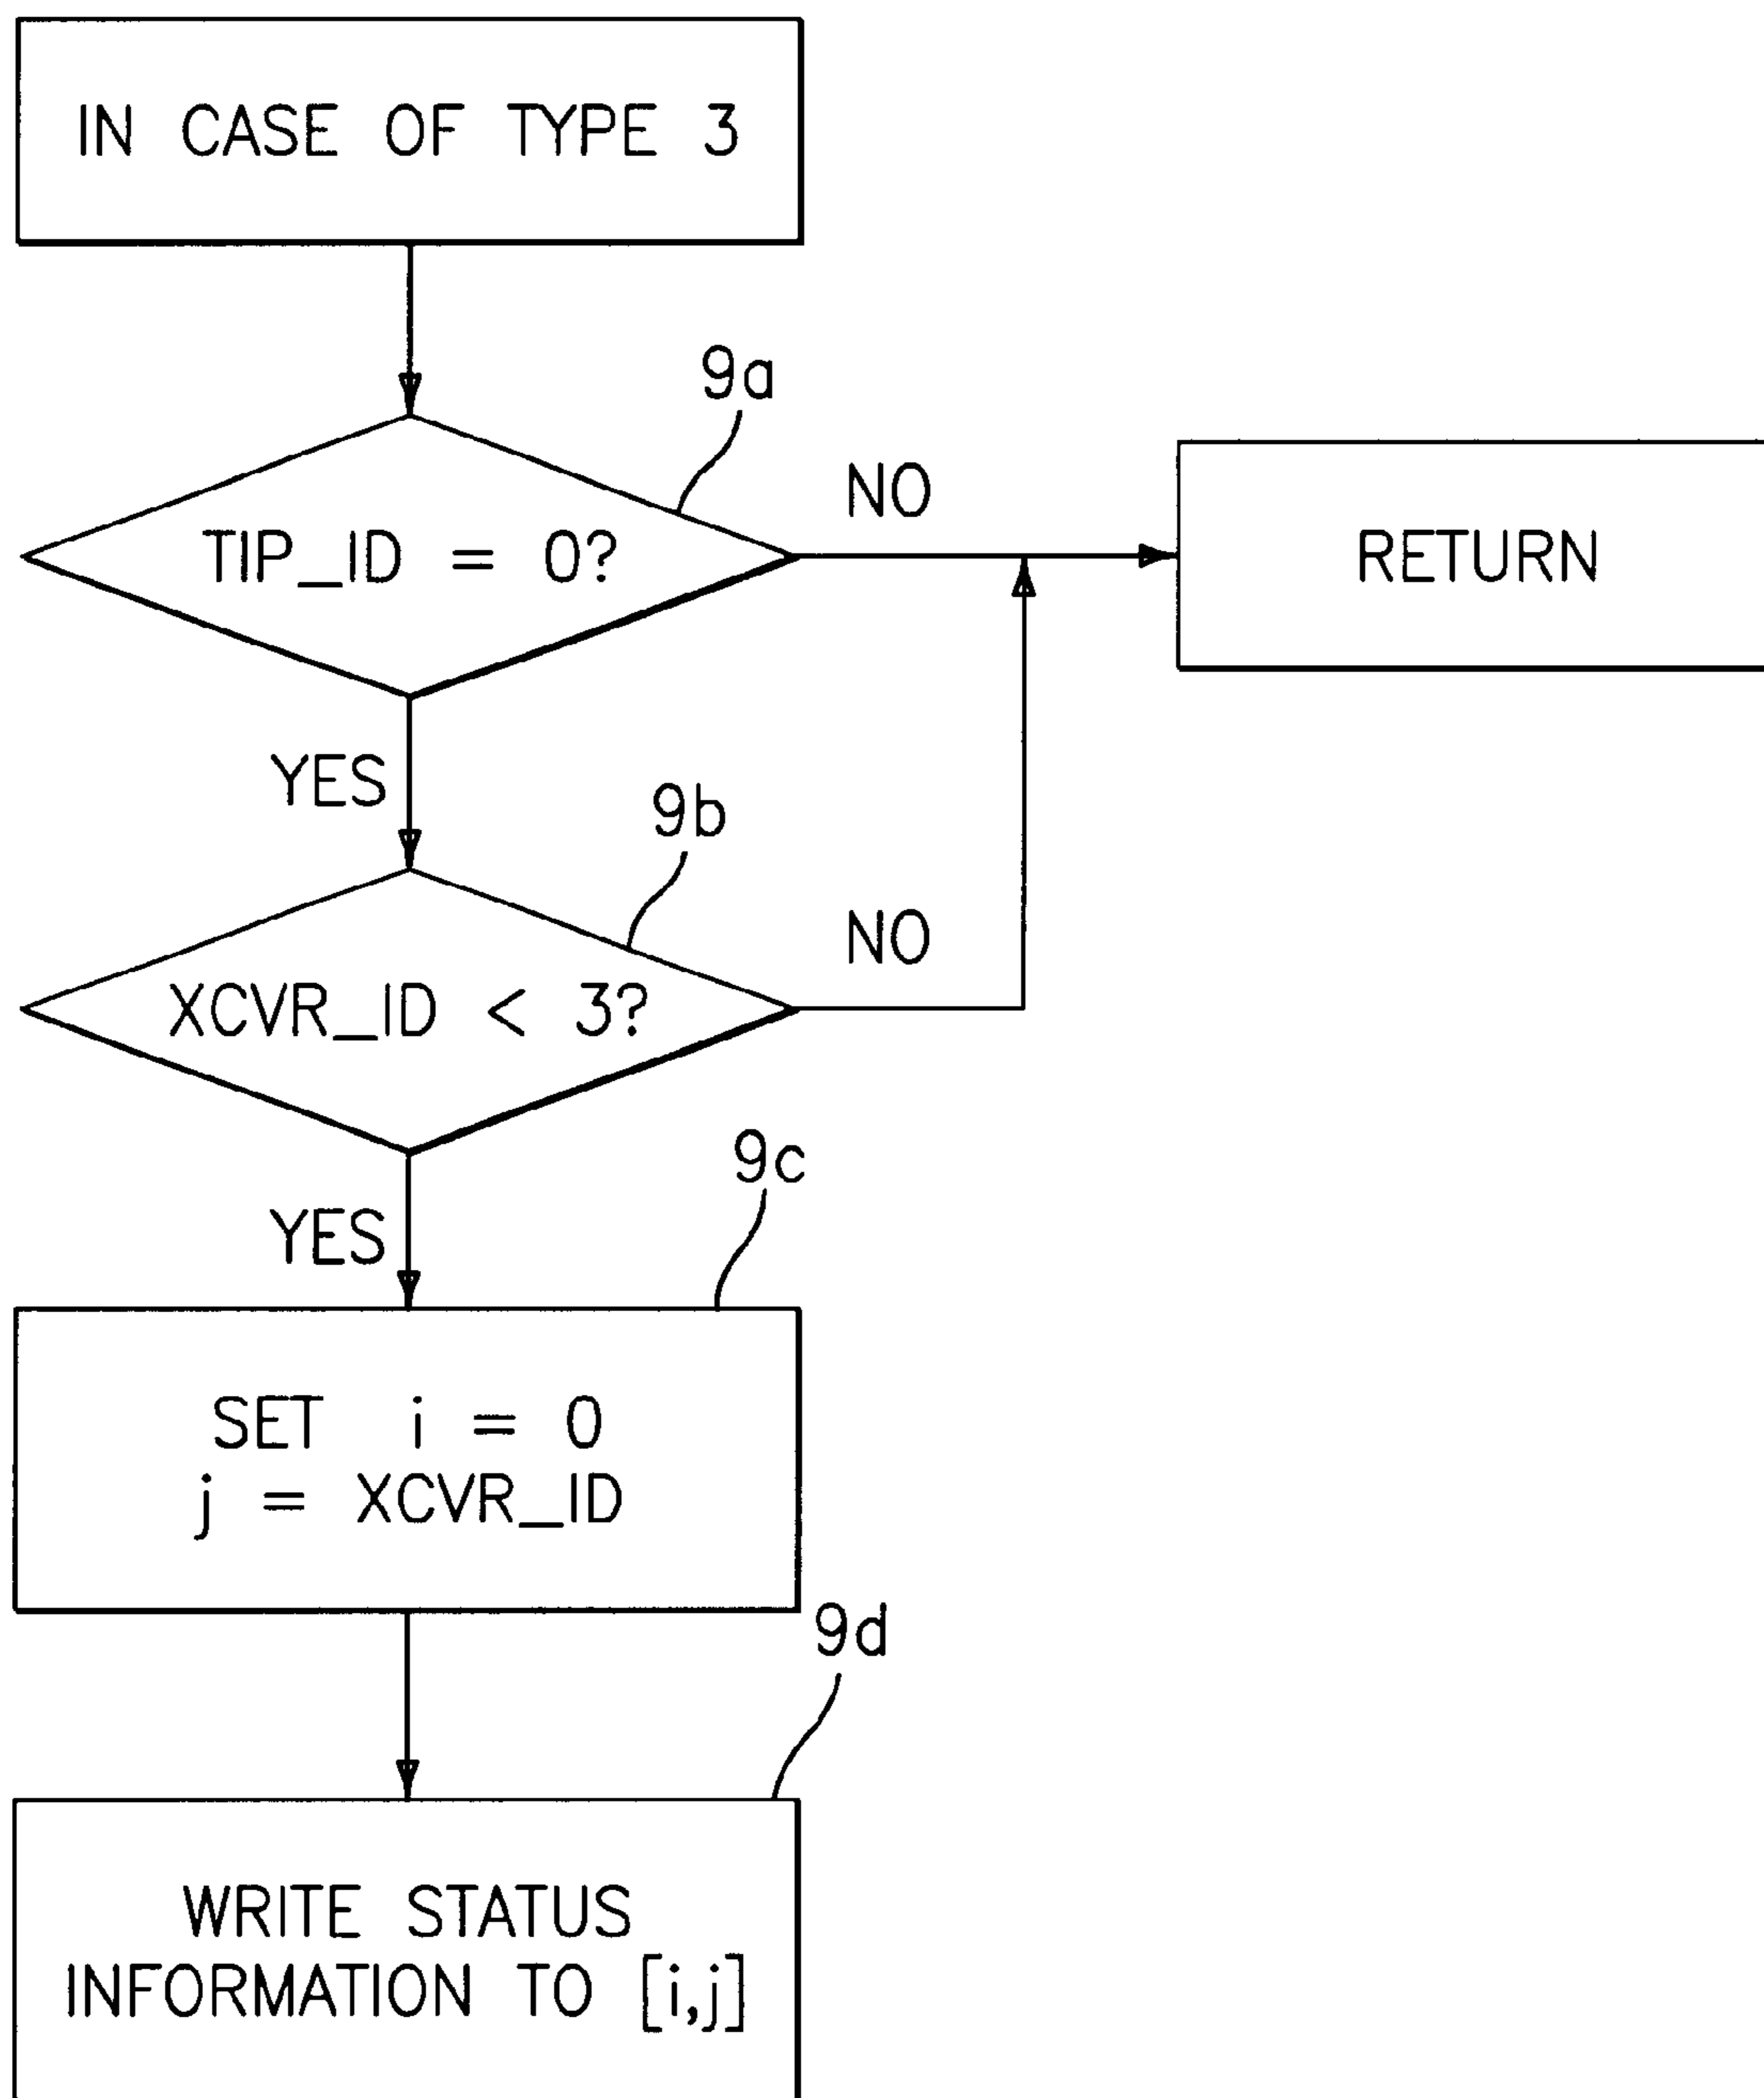 IN CASE OF TYPE 3
9a
NO
TIP_ID = 0?
RETURN
YES
9b
NO
XCVR_ID < 3?
9c
YES
SET i = 0
j = XCVR_ID
9d
WRITE STATUS
INFORMATION TO [i,j]